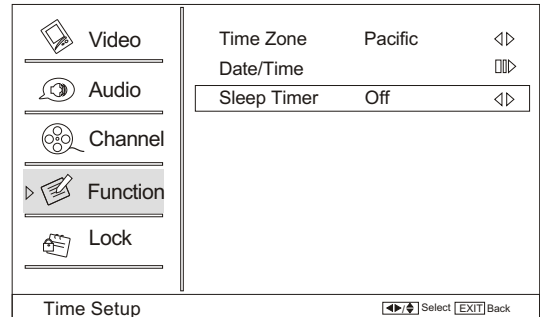 Video
Audio
Channel
Function
Lock
Time Zone Pacific
Date/Time
Sleep Timer Off
Time Setup
Select EXIT Back